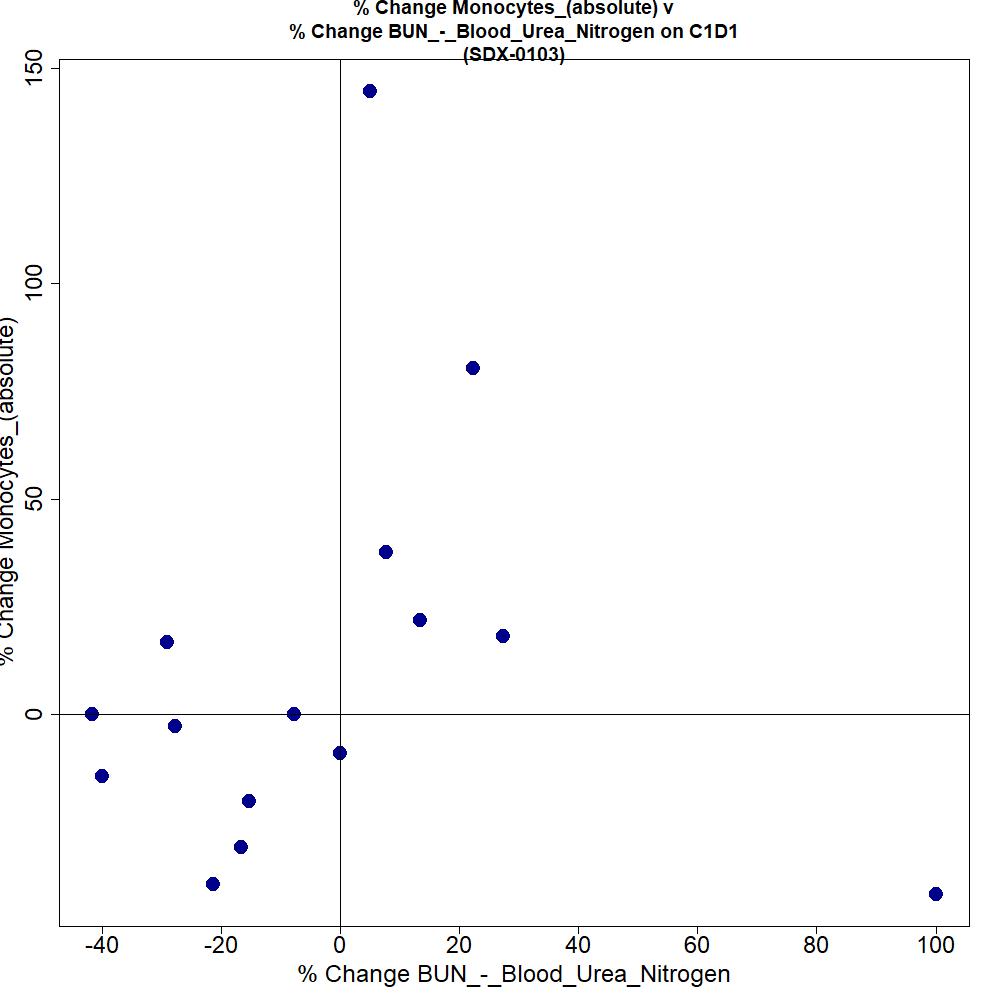 % Change Monocytes_(absolute) v
% Change BUN_-_Blood_Urea_Nitrogen on C1D1
(SDX-0103)
150
100
50
0
% Change Monocytes_(absolute)
-40 -20 0 20 40 60 80 100
% Change BUN_-_Blood_Urea_Nitrogen